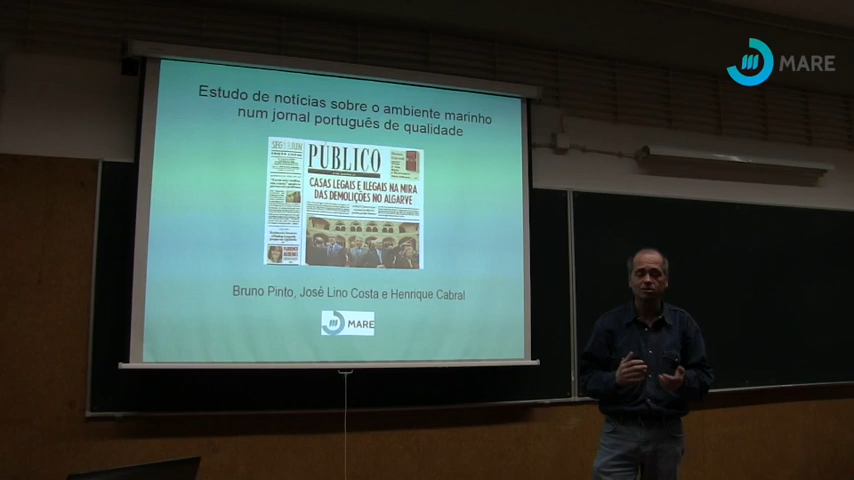 MARE
Estudo de notícias sobre o ambiente marinho
num jornal português de qualidade
PÚBLICO
CASAS LEGAIS E ILEGAIS NA MIRA
DAS DEMOLIÇÕES NO ALGARVE
Bruno Pinto, José Lino Costa e Henrique Cabral
MARE